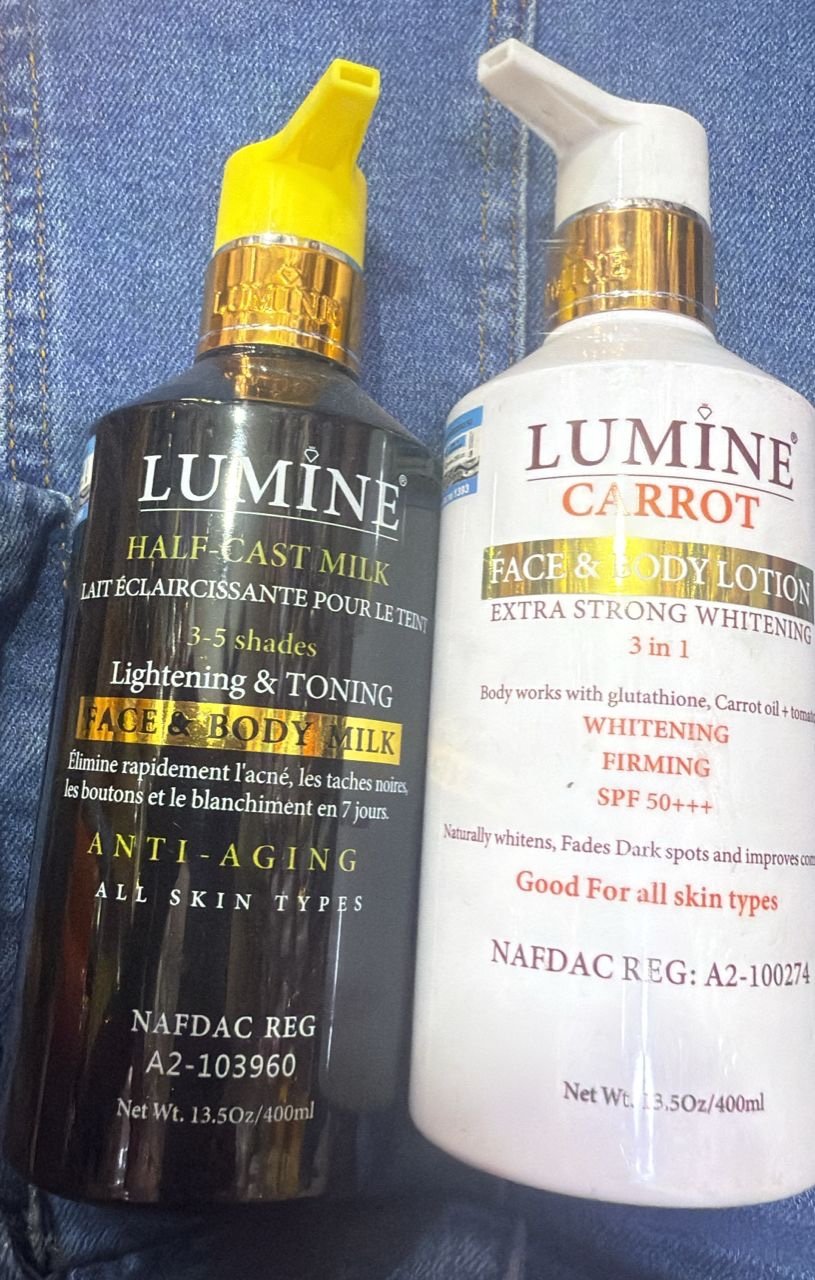 LUMINE
LUMINE®
HALF-CAST MILK
LAIT ÉCLAIRCISSANTE POUR LE TEINT
3-5 shades
Lightening & TONING
FACE & BODY MILK
Élimine rapidement l'acné, les taches noires,
les boutons et le blanchiment en 7 jours.
ANTI-AGING
ALL SKIN TYPES
NAFDAC REG
A2-103960
Net Wt. 13.5Oz/400ml
LUMINE®
CARROT
FACE & BODY LOTION
EXTRA STRONG WHITENING
3 in 1
Body works with glutathione, Carrot oil +
WHITENING
FIRMING
SPF 50+++
Naturally whitens, Fades Dark spots and improves
Good For all skin types
NAFDAC REG: A2-100274
Net Wt. 13.5Oz/400ml